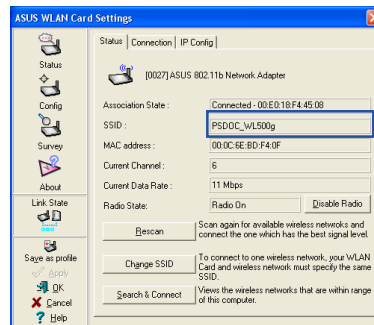 ASUS WLAN Card Settings
Status
Config
Survey
About
Link State
Save as profile
Apply
OK
Cancel
Help
Status Connection IP Config
[0027] ASUS 802.11b Network Adapter
Association State : Connected - 00:E0:18:F4:45:08
SSID : PSDOC_WL500g
MAC address : 00:0C:6E:BD:F4:0F
Current Channel : 6
Current Data Rate : 11 Mbps
Radio State: Radio On Disable Radio
Rescan
Scan again for available wireless networks and
connect the one which has the best signal level.
Change SSID
To connect to one wireless network, your WLAN
Card and wireless network must specify the same
SSID.
Search & Connect
Views the wireless networks that are within range
of this computer.